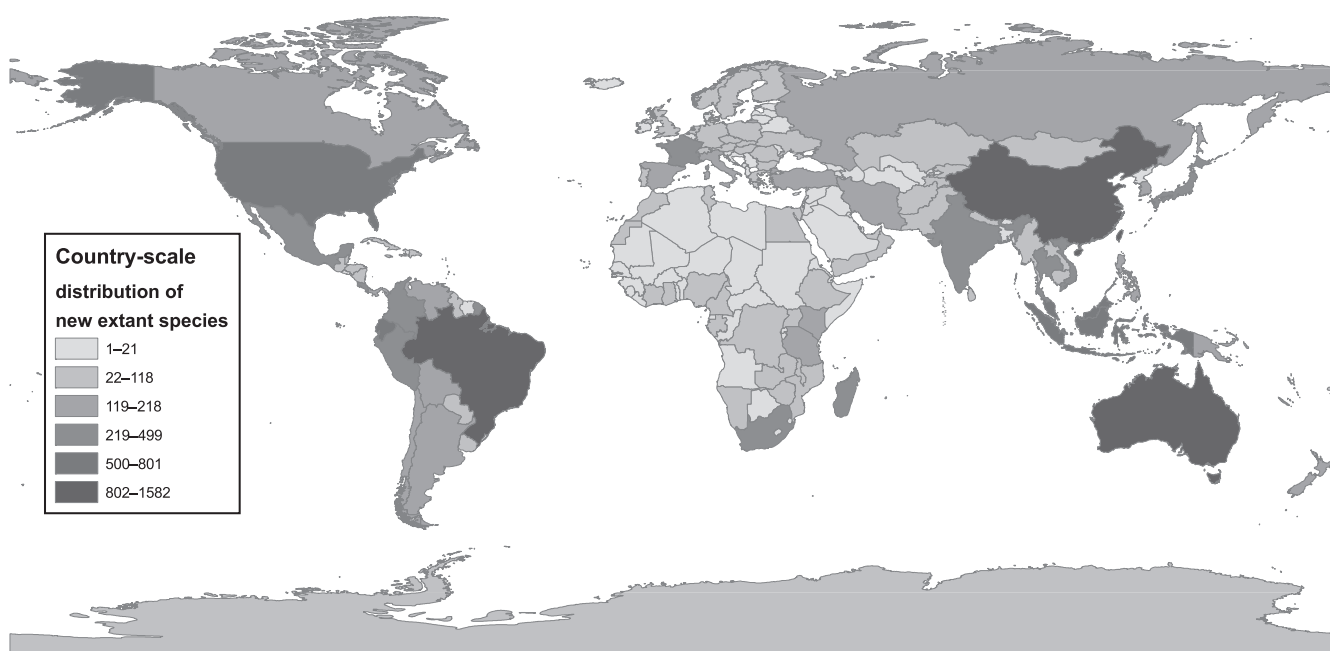 Country-scale
distribution of
new extant species
1–21
22–118
119–218
219–499
500–801
802–1582